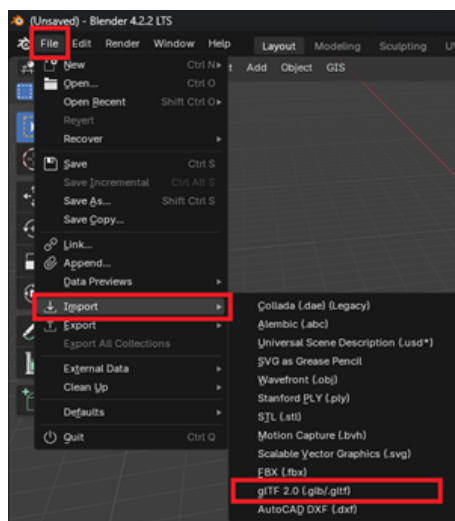 (Unsaved) - Blender 4.2.2 LTS
File Edit Render Window Help Layout Modeling Sculpting
New Ctrl N
Add Object GIS
Open... Ctrl O
Open Recent Shift Ctrl O
Revert
Recover
Save Ctrl S
Save Incremental Ctrl Alt S
Save As... Shift Ctrl S
Save Copy...
Link...
Append...
Data Previews
Import
Export
Export All Collections
External Data
Clean Up
Defaults
Quit Ctrl Q
Collada (.dae) (Legacy)
Alembic (.abc)
Universal Scene Description (.usd*)
SVG as Grease Pencil
Wavefront (.obj)
Stanford PLY (.ply)
STL (.stl)
Motion Capture (.bvh)
Scalable Vector Graphics (.svg)
FBX (.fbx)
glTF 2.0 (.glb/.gltf)
AutoCAD DXF (.dxf)